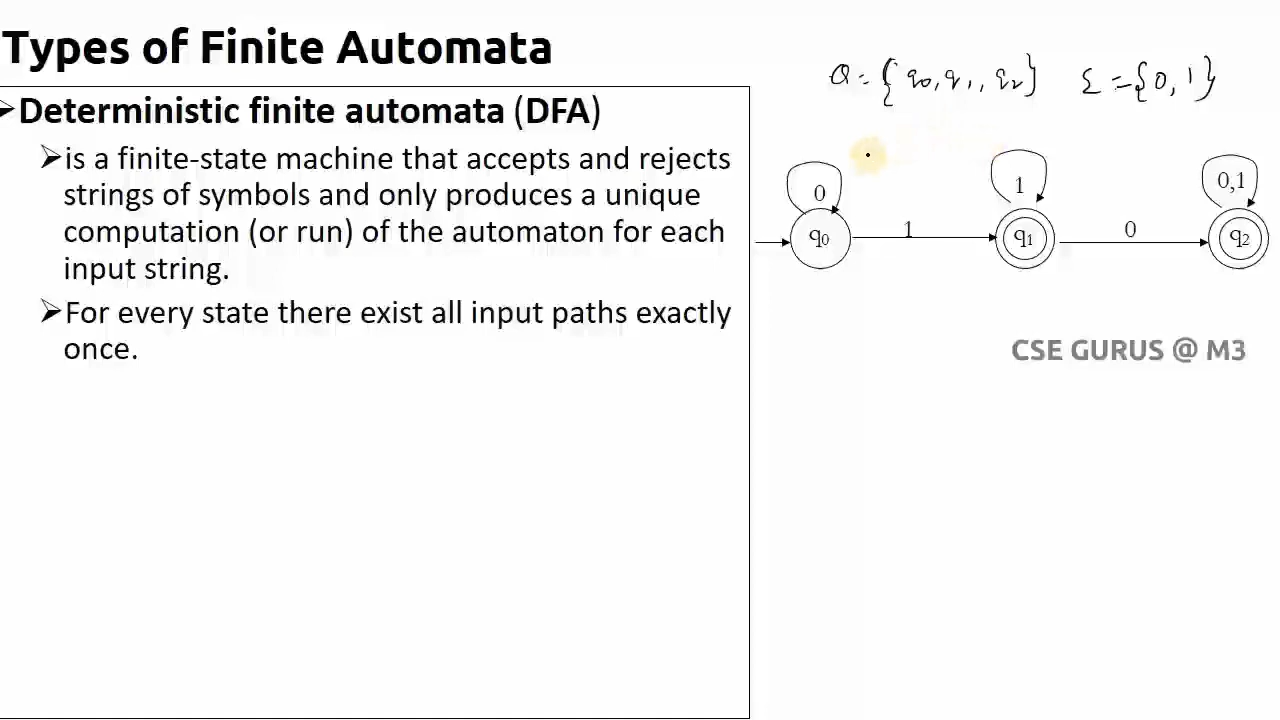 Types of Finite Automata
➢Deterministic finite automata (DFA)
➢is a finite-state machine that accepts and rejects
strings of symbols and only produces a unique
computation (or run) of the automaton for each
input string.
➢For every state there exist all input paths exactly
once.
Q = {q0, q1, q2} Σ = {0, 1}
0 1 0,1
q0 1 q1 0 q2
CSE GURUS @ M3